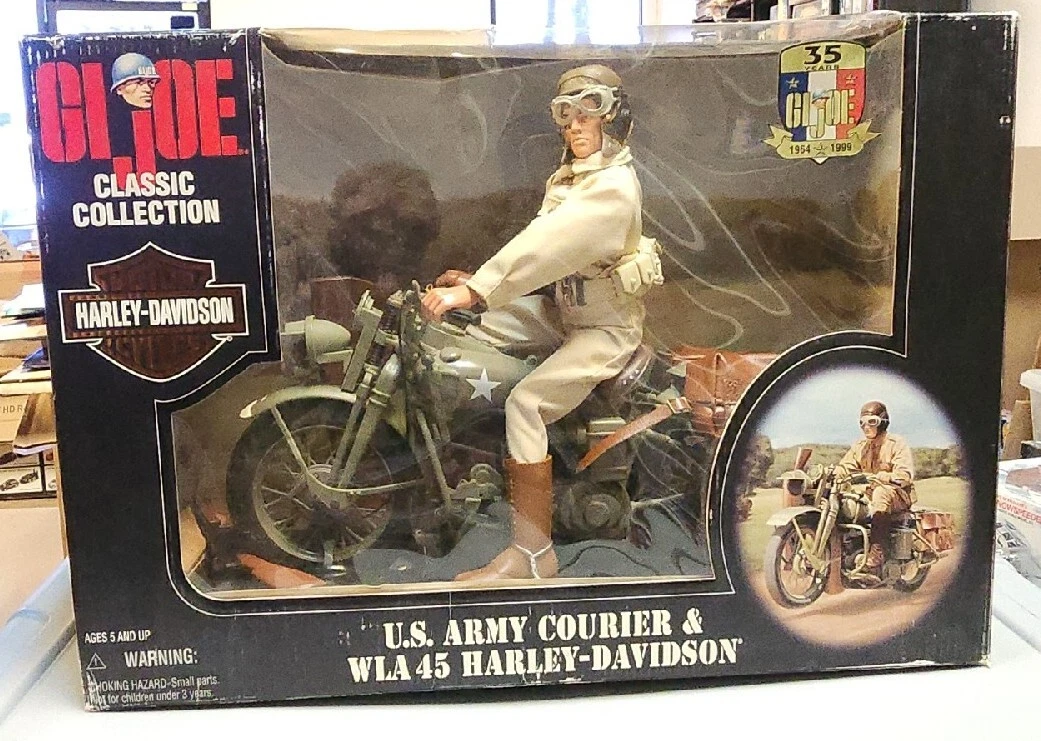 GI JOE
CLASSIC
COLLECTION
HARLEY-DAVIDSON
35
YEARS
GI JOE
1964 1999
U.S. ARMY COURIER &
WLA 45 HARLEY-DAVIDSON
AGES 5 AND UP
WARNING:
CHOKING HAZARD-Small parts.
Not for children under 3 years.